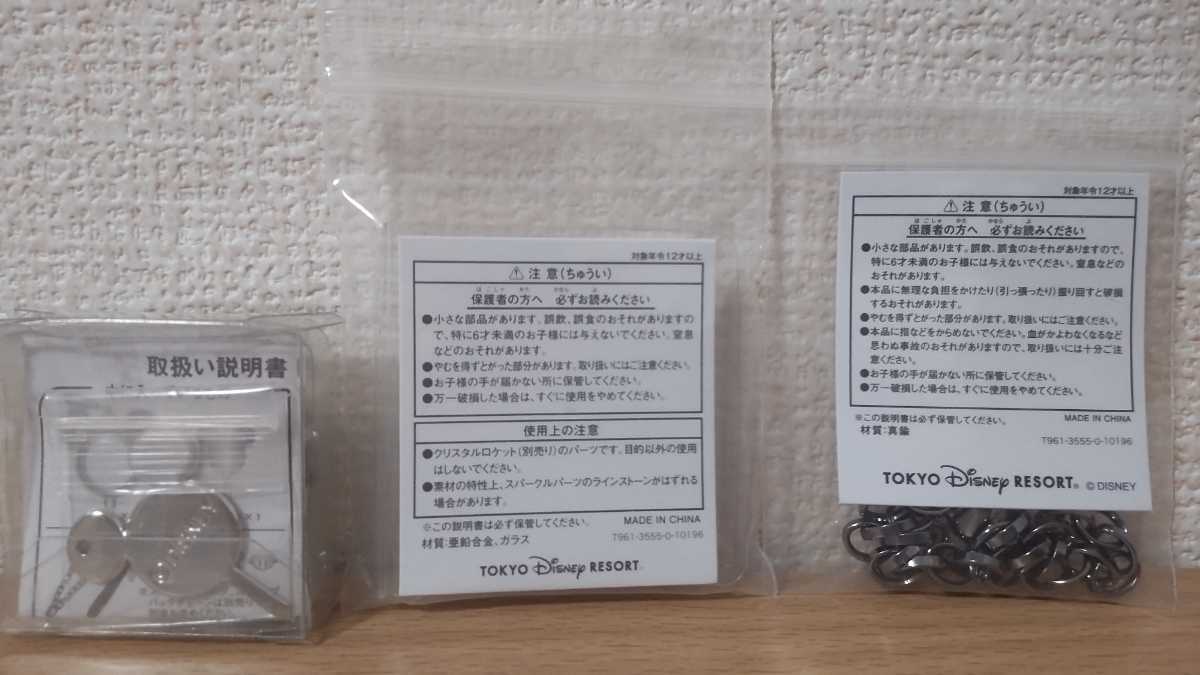 取扱い説明書
対象年令12才以上
⚠注意(ちゅうい)
ほごしゃ かた かなら よ
保護者の方へ 必ずお読みください
●小さな部品があります。誤飲、誤食のおそれがありますの
で、特に6才未満のお子様には与えないでください。窒息
などのおそれがあります。
●やむを得ずとがった部分があります。取り扱いにはご注意ください。
●お子様の手が届かない所に保管してください。
●万一破損した場合は、すぐに使用をやめてください。
使用上の注意
●クリスタルロケット(別売り)のパーツです。目的以外の使用
はしないでください。
●素材の特性上、スパークルパーツのラインストーンがはずれる
場合があります。
※この説明書は必ず保管してください。 MADE IN CHINA
材質:亜鉛合金、ガラス T961-3555-0-10196
TOKYO Disney RESORT®
対象年令12才以上
⚠注意(ちゅうい)
ほごしゃ かた かなら よ
保護者の方へ 必ずお読みください
●小さな部品があります。誤飲、誤食のおそれがありますので、
特に6才未満のお子様には与えないでください。窒息などの
おそれがあります。
●本品に無理な負担をかけたり(引っ張ったり)振り回すと破損
するおそれがあります。
●やむを得ずとがった部分があります。取り扱いにはご注意ください。
●本品に指などをからめないでください。血がかよわなくなるなど
思わぬ事故のおそれがありますので、取り扱いには十分ご注
意ください。
●お子様の手が届かない所に保管してください。
●万一破損した場合は、すぐに使用をやめてください。
※この説明書は必ず保管してください。 MADE IN CHINA
材質:真鍮 T961-3555-0-10196
TOKYO Disney RESORT® © DISNEY